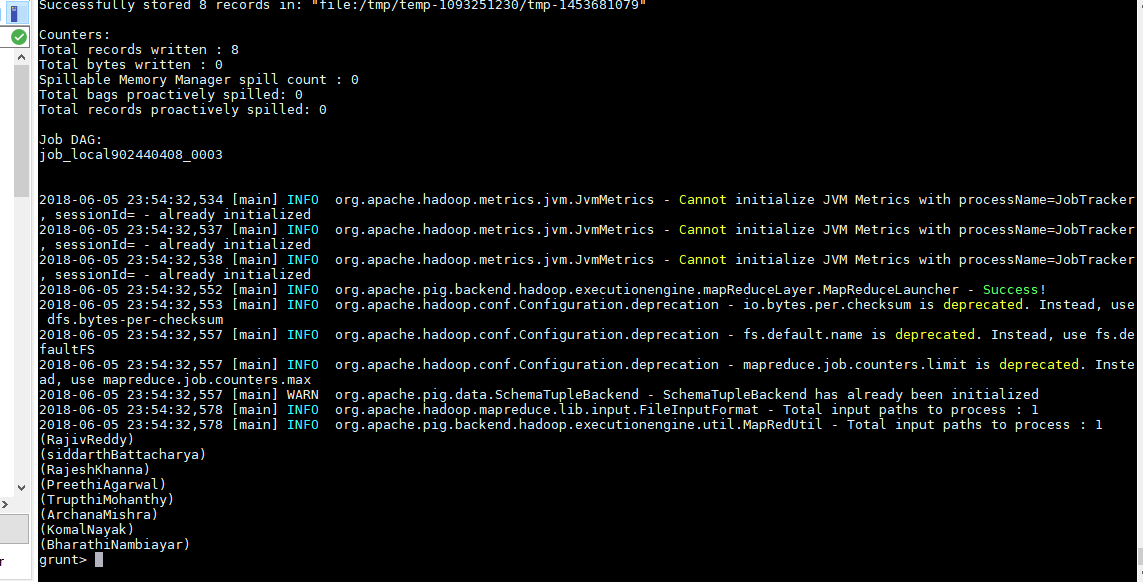 Successfully stored 8 records in: "file:/tmp/temp-1093251230/tmp-1453681079"
Counters:
Total records written : 8
Total bytes written : 0
Spillable Memory Manager spill count : 0
Total bags proactively spilled: 0
Total records proactively spilled: 0
Job DAG:
job_local902440408_0003
2018-06-05 23:54:32,534 [main] INFO  org.apache.hadoop.metrics.jvm.JvmMetrics - Cannot initialize JVM Metrics with processName=JobTracker
, sessionId= - already initialized
2018-06-05 23:54:32,537 [main] INFO  org.apache.hadoop.metrics.jvm.JvmMetrics - Cannot initialize JVM Metrics with processName=JobTracker
, sessionId= - already initialized
2018-06-05 23:54:32,538 [main] INFO  org.apache.hadoop.metrics.jvm.JvmMetrics - Cannot initialize JVM Metrics with processName=JobTracker
, sessionId= - already initialized
2018-06-05 23:54:32,552 [main] INFO  org.apache.pig.backend.hadoop.executionengine.mapReduceLayer.MapReduceLauncher - Success!
2018-06-05 23:54:32,553 [main] INFO  org.apache.hadoop.conf.Configuration.deprecation - io.bytes.per.checksum is deprecated. Instead, use
 dfs.bytes-per-checksum
2018-06-05 23:54:32,557 [main] INFO  org.apache.hadoop.conf.Configuration.deprecation - fs.default.name is deprecated. Instead, use fs.de
faultFS
2018-06-05 23:54:32,557 [main] INFO  org.apache.hadoop.conf.Configuration.deprecation - mapreduce.job.counters.limit is deprecated. Inste
ad, use mapreduce.job.counters.max
2018-06-05 23:54:32,557 [main] WARN  org.apache.pig.data.SchemaTupleBackend - SchemaTupleBackend has already been initialized
2018-06-05 23:54:32,578 [main] INFO  org.apache.hadoop.mapreduce.lib.input.FileInputFormat - Total input paths to process : 1
2018-06-05 23:54:32,578 [main] INFO  org.apache.pig.backend.hadoop.executionengine.util.MapRedUtil - Total input paths to process : 1
(RajivReddy)
(siddarthBattacharya)
(RajeshKhanna)
(PreethiAgarwal)
(TrupthiMohanthy)
(ArchanaMishra)
(KomalNayak)
(BharathiNambiayar)
grunt>
r